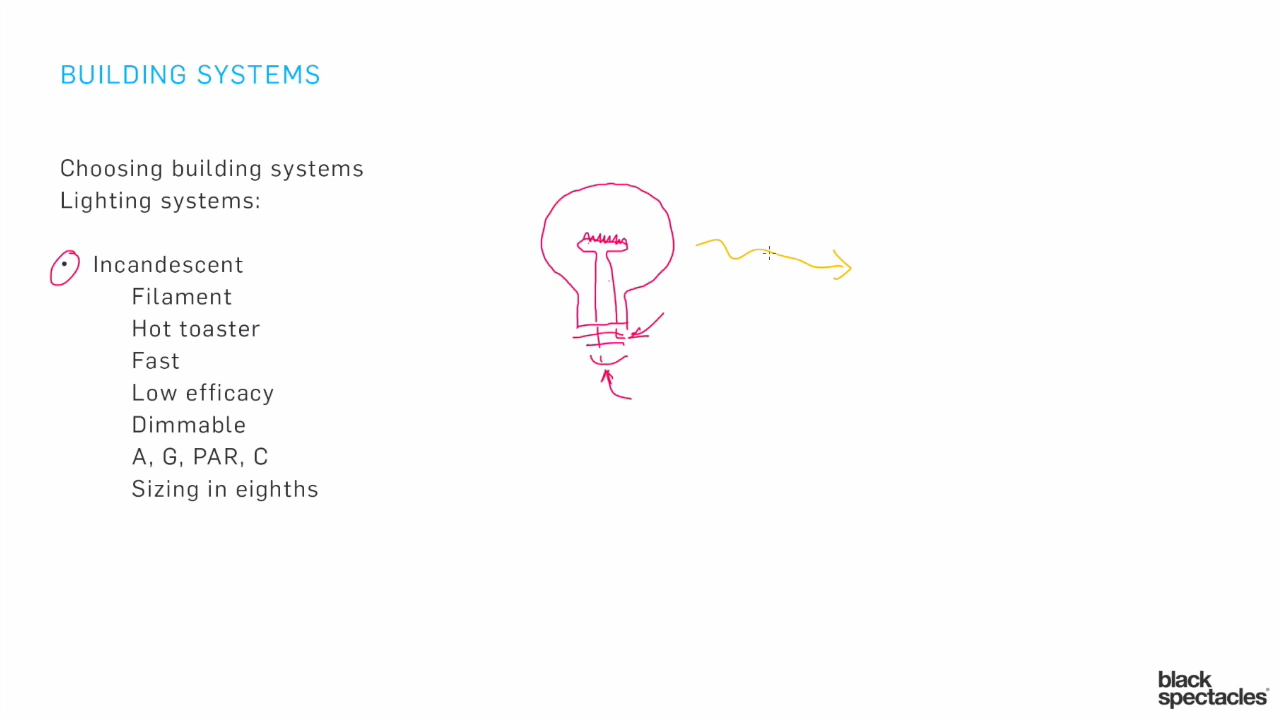 BUILDING SYSTEMS
Choosing building systems
Lighting systems:
• Incandescent
Filament
Hot toaster
Fast
Low efficacy
Dimmable
A, G, PAR, C
Sizing in eighths
black
spectacles®